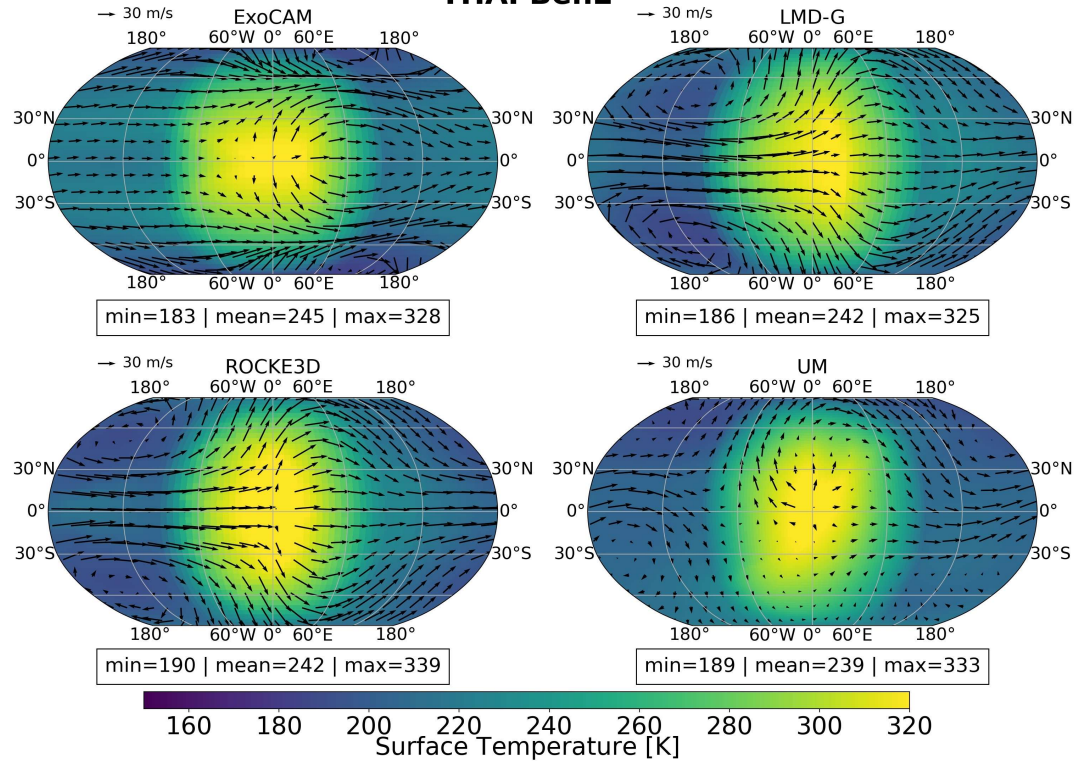 → 30 m/s
ExoCAM
180° 60°W 0° 60°E 180°
30°N 30°N
0° 0°
30°S 30°S
180° 60°W 0° 60°E 180°
min=183 | mean=245 | max=328
→ 30 m/s
LMD-G
180° 60°W 0° 60°E 180°
30°N 30°N
0° 0°
30°S 30°S
180° 60°W 0° 60°E 180°
min=186 | mean=242 | max=325
→ 30 m/s
ROCKE3D
180° 60°W 0° 60°E 180°
30°N 30°N
0° 0°
30°S 30°S
180° 60°W 0° 60°E 180°
min=190 | mean=242 | max=339
→ 30 m/s
UM
180° 60°W 0° 60°E 180°
30°N 30°N
0° 0°
30°S 30°S
180° 60°W 0° 60°E 180°
min=189 | mean=239 | max=333
160 180 200 220 240 260 280 300 320
Surface Temperature [K]